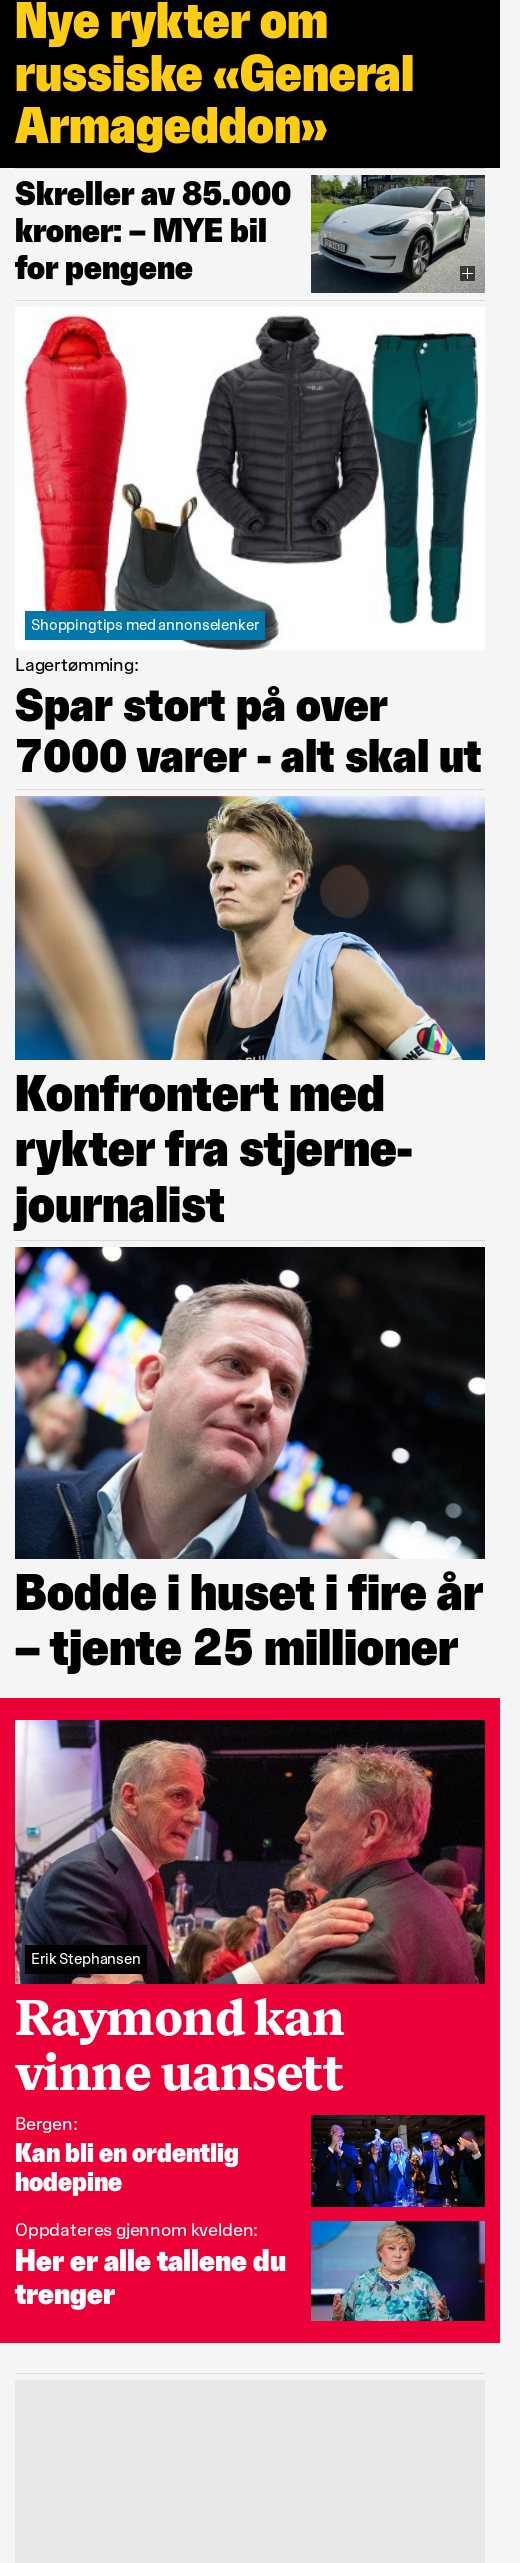 Nye rykter om
russiske «General
Armageddon»
Skreller av 85.000
kroner: – MYE bil
for pengene
Shoppingtips med annonselenker
Lagertømming:
Spar stort på over
7000 varer - alt skal ut
Konfrontert med
rykter fra stjerne-
journalist
Bodde i huset i fire år
– tjente 25 millioner
Erik Stephansen
Raymond kan
vinne uansett
Bergen:
Kan bli en ordentlig
hodepine
Oppdateres gjennom kvelden:
Her er alle tallene du
trenger